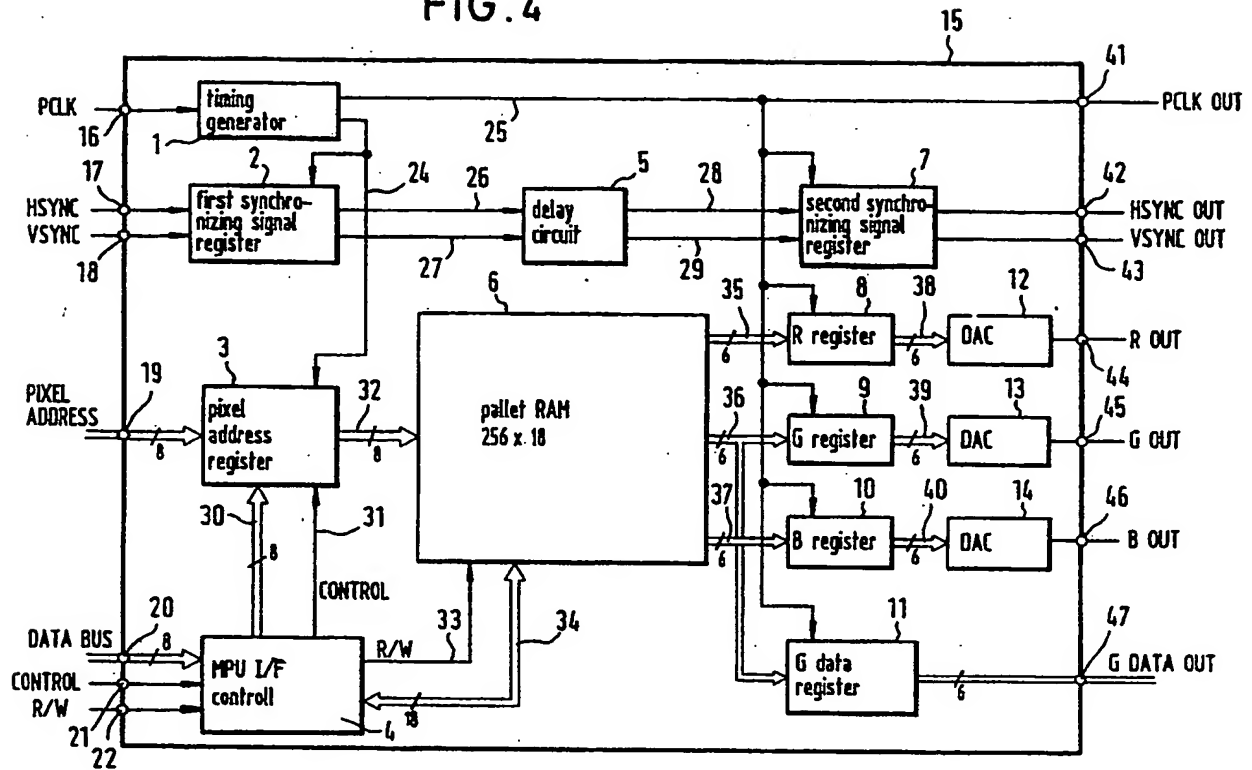 FIG.4
15
41
PCLK
16
timing
generator
1
25
PCLK OUT
2
24
26
5
28
7
42
17
HSYNC
VSYNC
18
first synchro-
nizing signal
register
27
delay
circuit
29
second synchro-
nizing signal
register
HSYNC OUT
VSYNC OUT
43
6
35
6
8
R register
38
6
12
DAC
R OUT
44
PIXEL
ADDRESS
19
8
3
pixel
address
register
32
8
pallet RAM
256 x 18
36
6
9
G register
39
6
13
DAC
45
G OUT
30
8
31
CONTROL
37
6
10
B register
40
6
14
DAC
46
B OUT
DATA BUS
20
8
CONTROL
R/W
21
22
MPU I/F
controll
4
R/W
33
34
18
11
G data
register
6
47
G DATA OUT